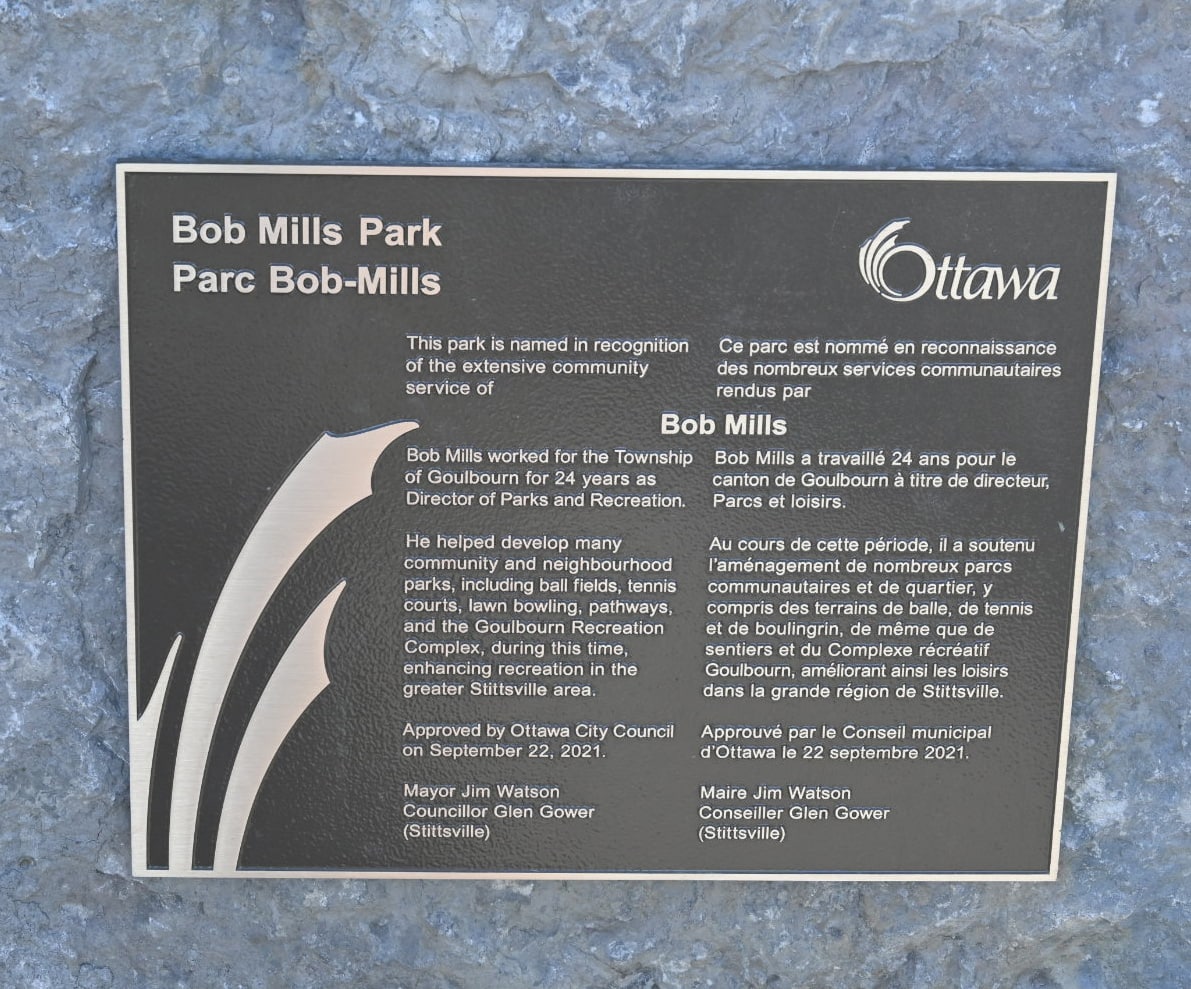 Bob Mills Park
Parc Bob-Mills
Ottawa
This park is named in recognition
of the extensive community
service of
Ce parc est nommé en reconnaissance
des nombreux services communautaires
rendus par
Bob Mills
Bob Mills worked for the Township
of Goulbourn for 24 years as
Director of Parks and Recreation.
He helped develop many
community and neighbourhood
parks, including ball fields, tennis
courts, lawn bowling, pathways,
and the Goulbourn Recreation
Complex, during this time,
enhancing recreation in the
greater Stittsville area.
Approved by Ottawa City Council
on September 22, 2021.
Mayor Jim Watson
Councillor Glen Gower
(Stittsville)
Bob Mills a travaillé 24 ans pour le
canton de Goulbourn à titre de directeur,
Parcs et loisirs.
Au cours de cette période, il a soutenu
l'aménagement de nombreux parcs
communautaires et de quartier, y
compris des terrains de balle, de tennis
et de boulingrin, de même que de
sentiers et du Complexe récréatif
Goulbourn, améliorant ainsi les loisirs
dans la grande région de Stittsville.
Approuvé par le Conseil municipal
d'Ottawa le 22 septembre 2021.
Maire Jim Watson
Conseiller Glen Gower
(Stittsville)